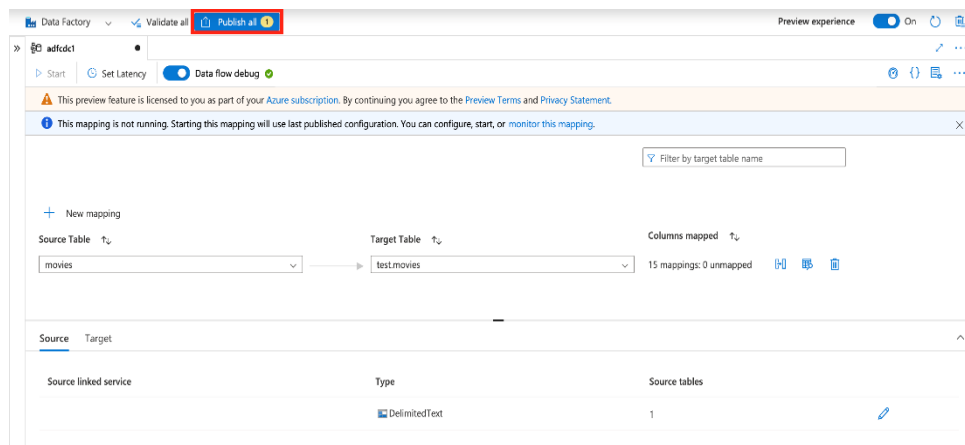 Data Factory Validate all Publish all 1 Preview experience On
» adfcdc1
Start Set Latency Data flow debug
This preview feature is licensed to you as part of your Azure subscription. By continuing you agree to the Preview Terms and Privacy Statement.
This mapping is not running. Starting this mapping will use last published configuration. You can configure, start, or monitor this mapping.
Filter by target table name
New mapping
Source Table Target Table Columns mapped
movies test.movies 15 mappings: 0 unmapped
Source Target
Source linked service Type Source tables
DelimitedText 1